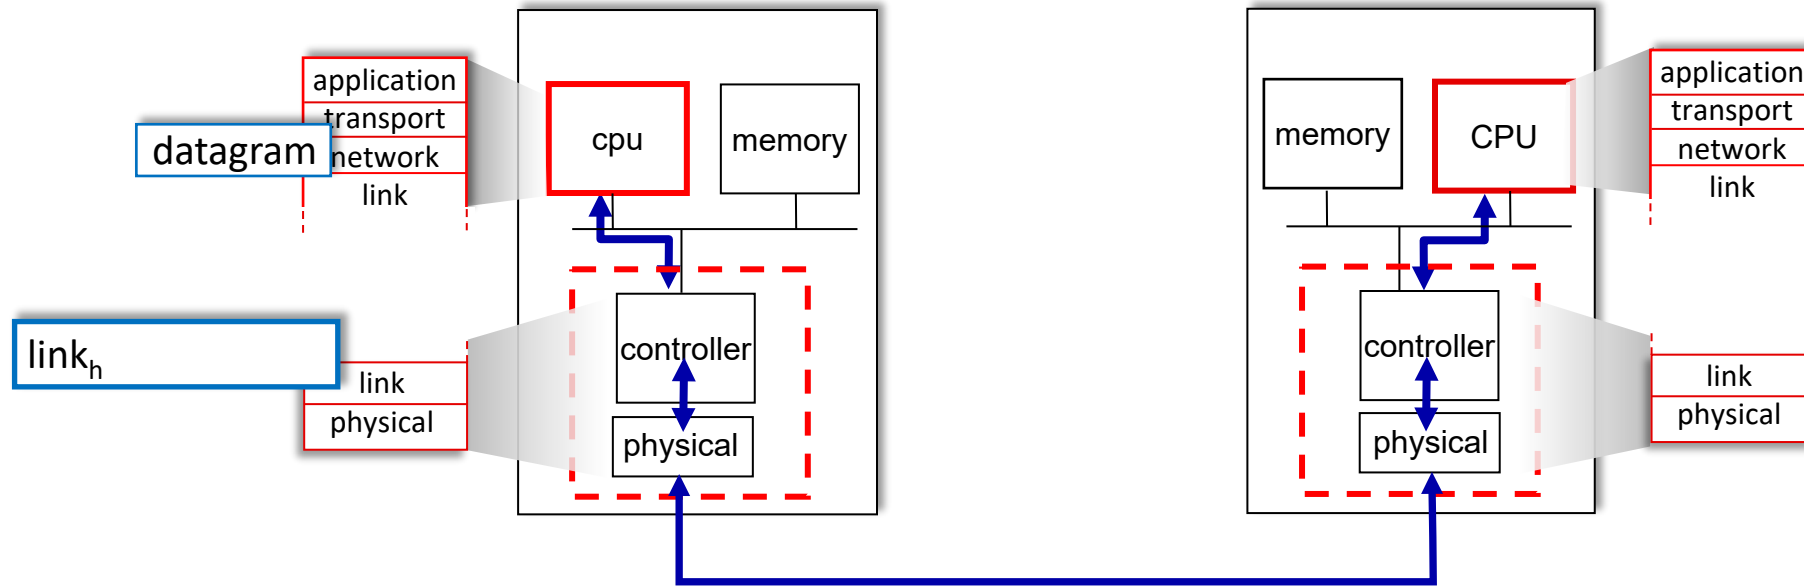 application
transport
datagram
network
link
cpu
memory
link
h
controller
link
physical
physical
memory
CPU
application
transport
network
link
controller
physical
link
physical